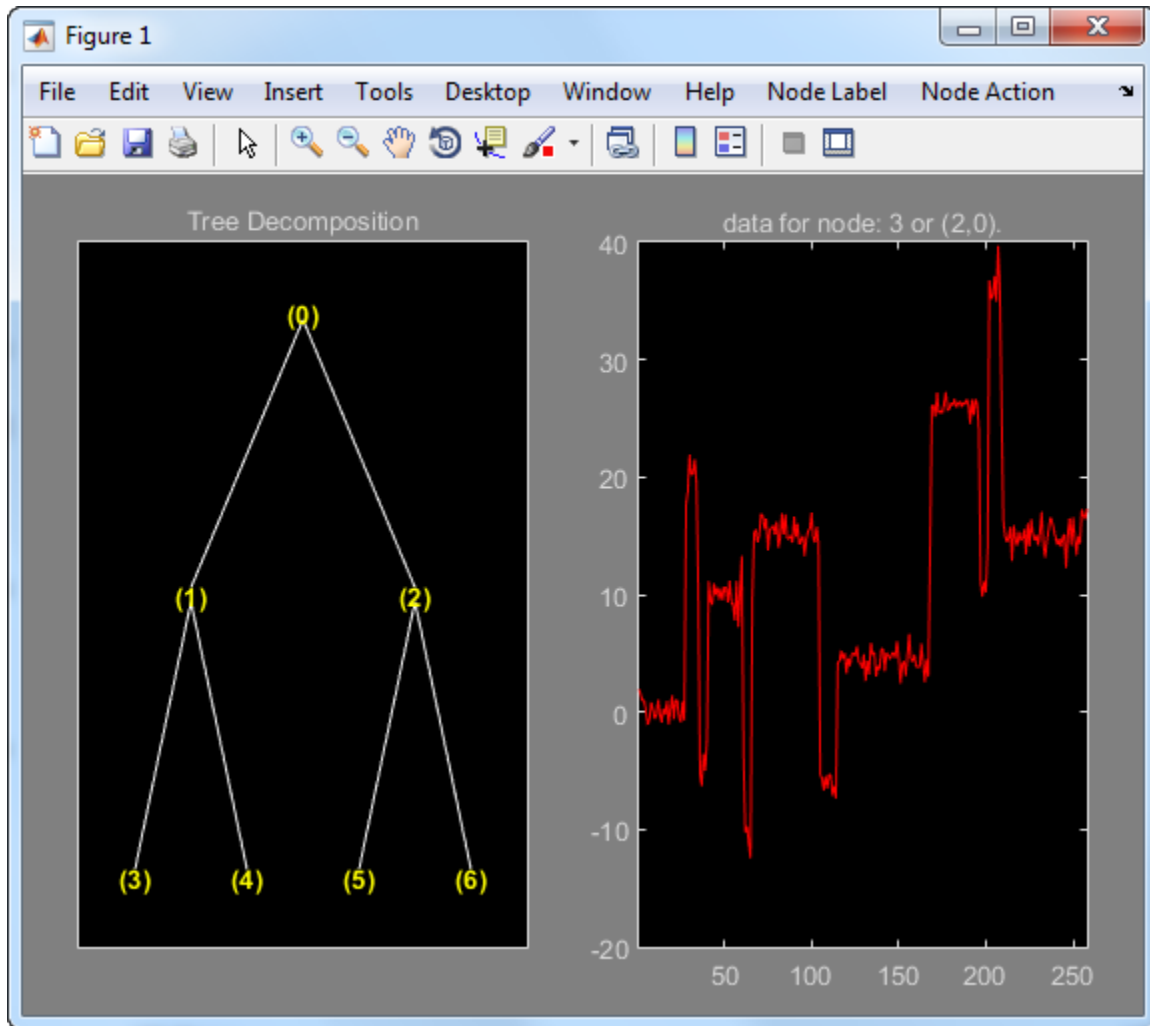 Figure 1
File Edit View Insert Tools Desktop Window Help Node Label Node Action
Tree Decomposition
(0)
(1) (2)
(3) (4) (5) (6)
data for node: 3 or (2,0).
40
30
20
10
0
-10
-20
50 100 150 200 250